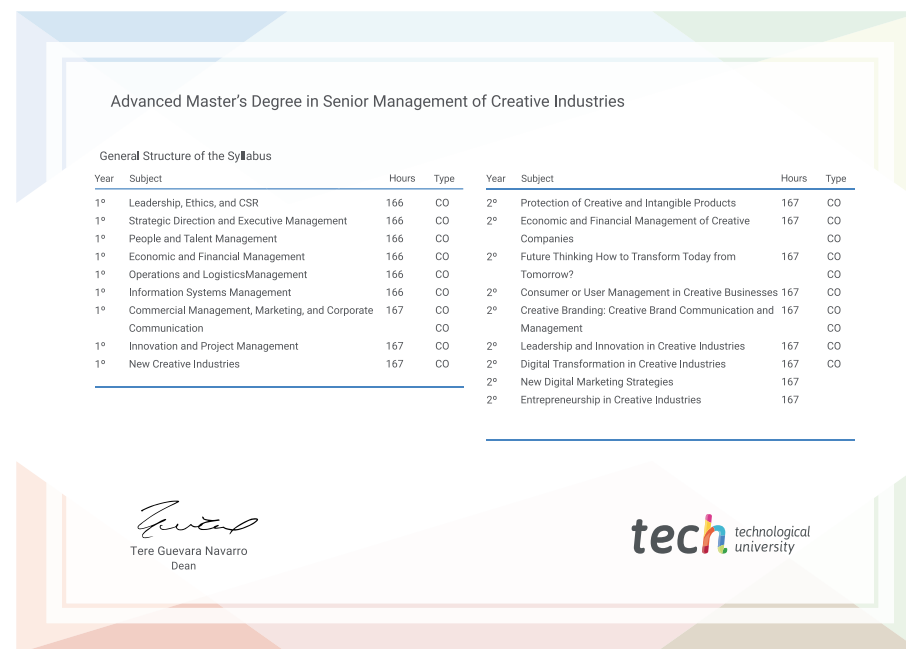 Advanced Master's Degree in Senior Management of Creative Industries
General Structure of the Syllabus
Year Subject Hours Type
1º Leadership, Ethics, and CSR 166 CO
1º Strategic Direction and Executive Management 166 CO
1º People and Talent Management 166 CO
1º Economic and Financial Management 166 CO
1º Operations and LogisticsManagement 166 CO
1º Information Systems Management 166 CO
1º Commercial Management, Marketing, and Corporate 167 CO
Communication CO
1º Innovation and Project Management 167 CO
1º New Creative Industries 167 CO
Year Subject Hours Type
2º Protection of Creative and Intangible Products 167 CO
2º Economic and Financial Management of Creative 167 CO
Companies CO
2º Future Thinking How to Transform Today from 167 CO
Tomorrow? CO
2º Consumer or User Management in Creative Businesses 167 CO
2º Creative Branding: Creative Brand Communication and 167 CO
Management CO
2º Leadership and Innovation in Creative Industries 167 CO
2º Digital Transformation in Creative Industries 167 CO
2º New Digital Marketing Strategies 167
2º Entrepreneurship in Creative Industries 167
Tere Guevara Navarro
Dean
tech technological
university